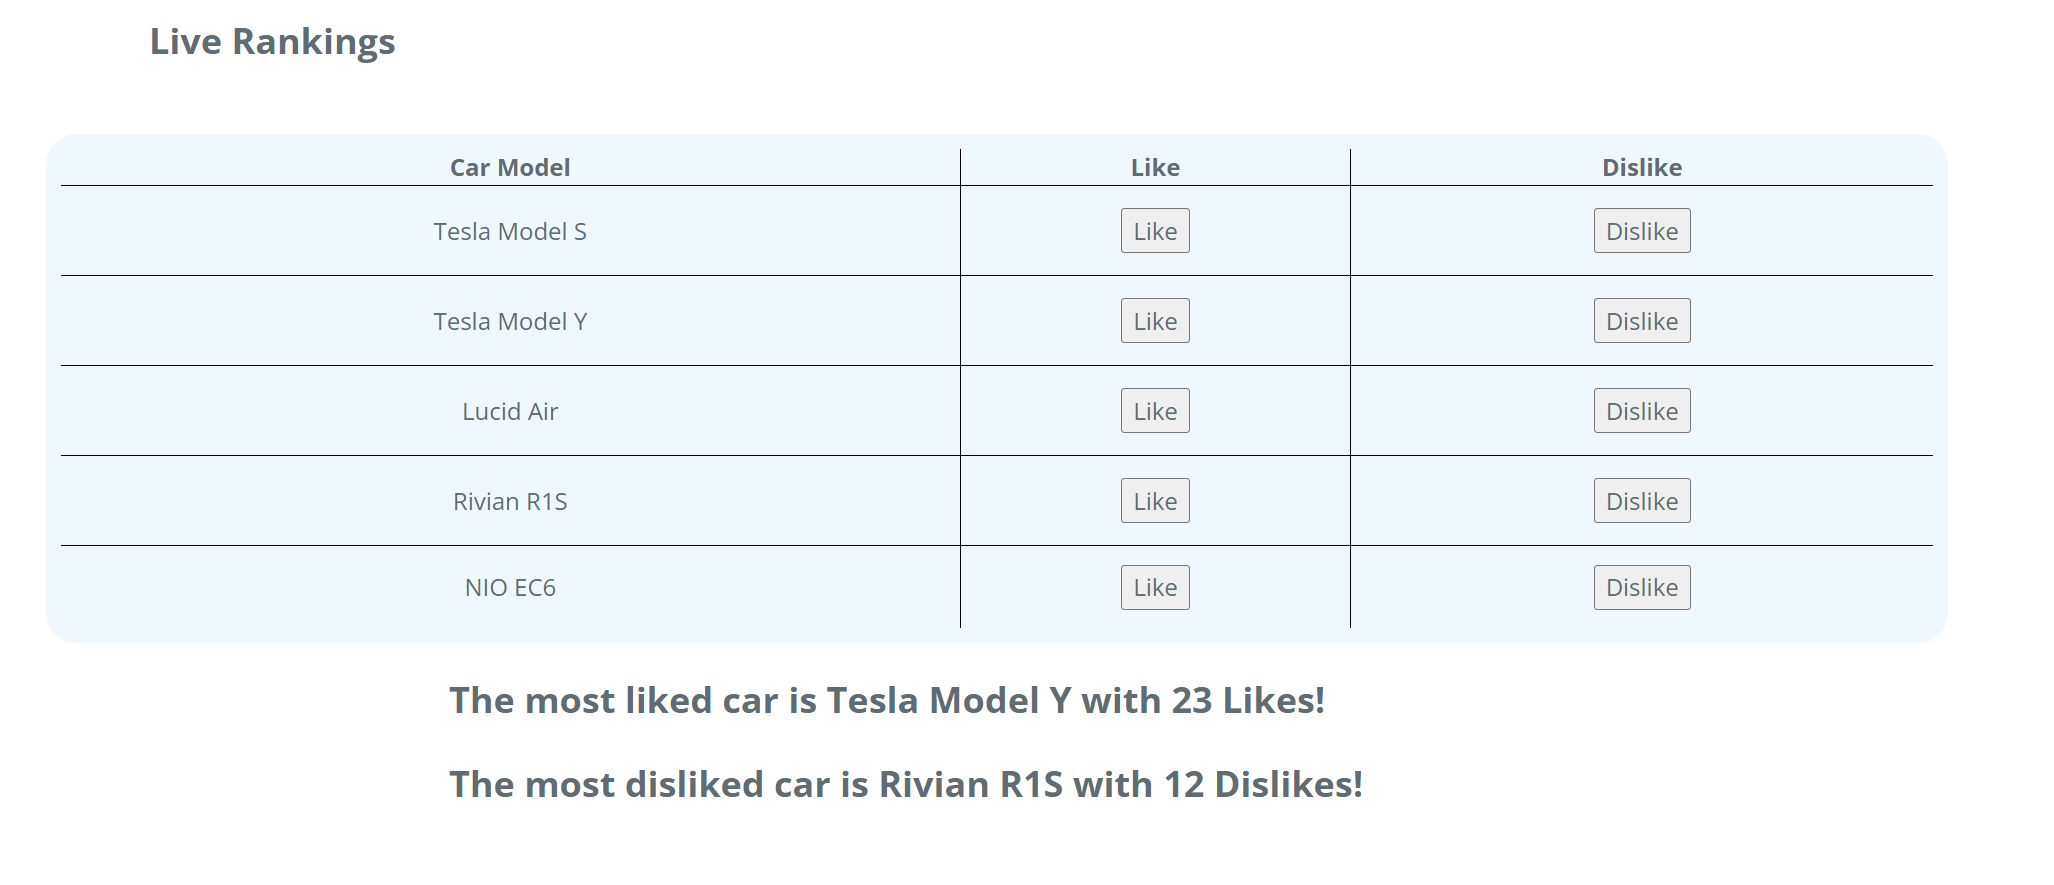 Live Rankings
Car Model Like Dislike
Tesla Model S Like Dislike
Tesla Model Y Like Dislike
Lucid Air Like Dislike
Rivian R1S Like Dislike
NIO EC6 Like Dislike
The most liked car is Tesla Model Y with 23 Likes!
The most disliked car is Rivian R1S with 12 Dislikes!